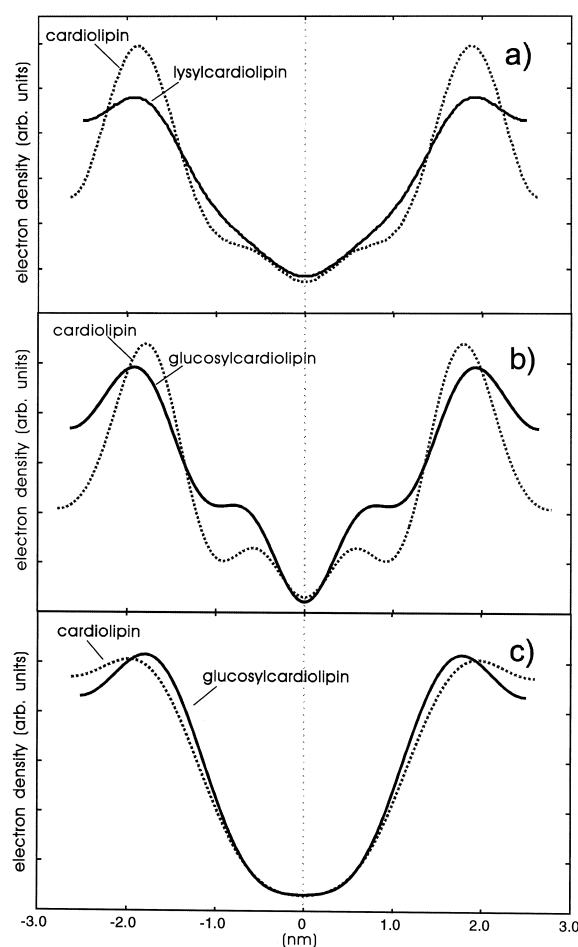 cardiolipin
a)
lysylcardiolipin
electron density (arb. units)
cardiolipin
b)
glucosylcardiolipin
electron density (arb. units)
cardiolipin
c)
glucosylcardiolipin
electron density (arb. units)
-3.0 -2.0 -1.0 0 1.0 2.0 3.0
(nm)